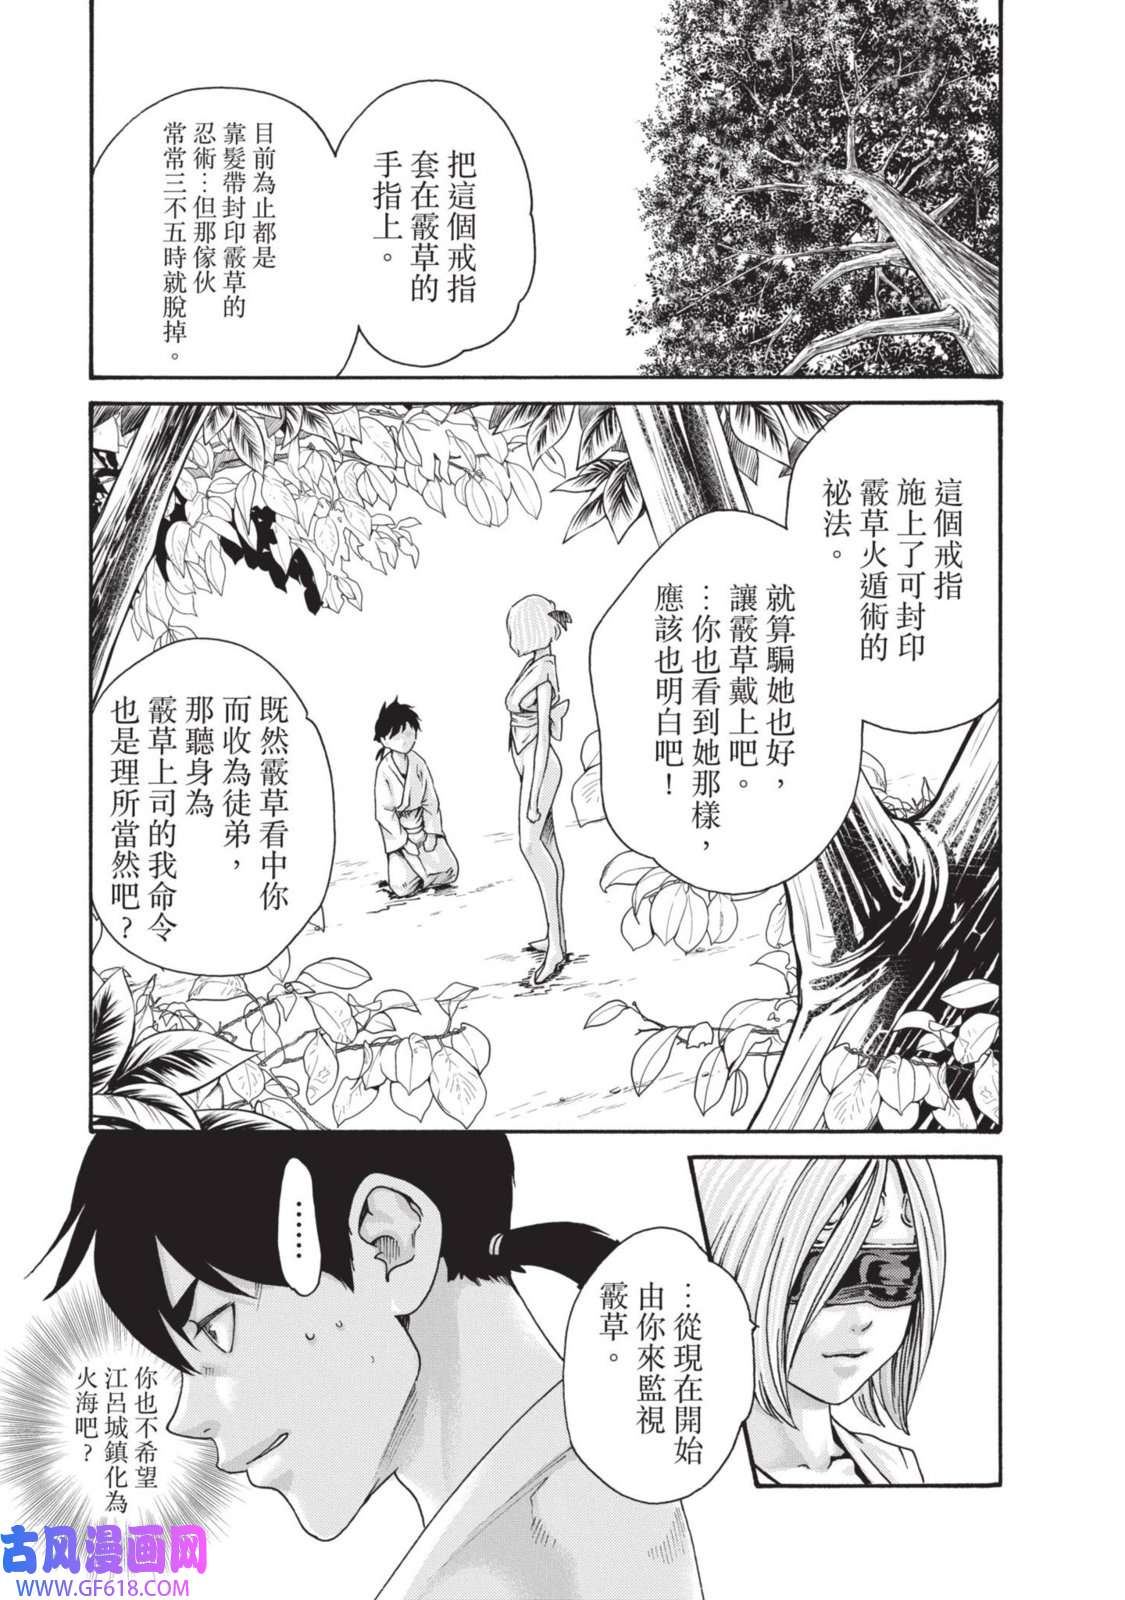 把這個戒指
套在霰草的
手指上。
目前為止都是
靠髮帶封印霰草的
忍術…但那傢伙
常常三不五時就脫掉。
這個戒指
施上了可封印
霰草火遁術的
祕法。
就算騙她也好，
讓霰草戴上吧。
…你也看到她那樣，
應該也明白吧！
既然霰草看中你
而收為徒弟，
那聽身為
霰草上司的我命令
也是理所當然吧？
…從現在開始
由你來監視
霰草。
……
你也不希望
江呂城鎮化為
火海吧？
古风漫画网
WWW.GF618.COM